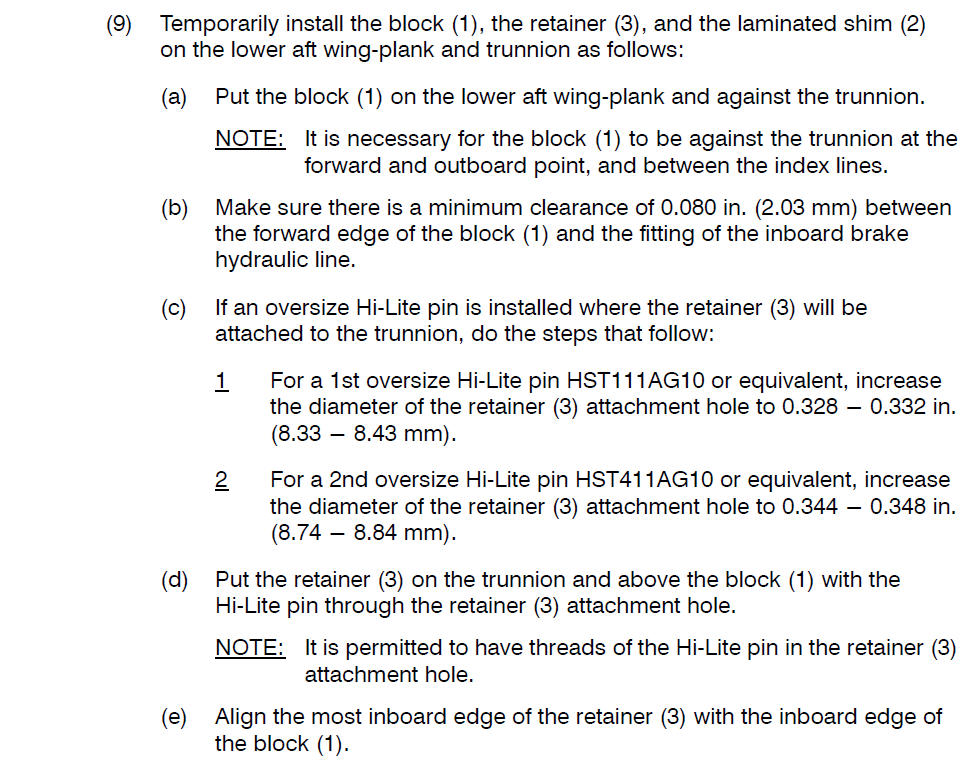 (9) Temporarily install the block (1), the retainer (3), and the laminated shim (2)
on the lower aft wing-plank and trunnion as follows:
(a) Put the block (1) on the lower aft wing-plank and against the trunnion.
NOTE: It is necessary for the block (1) to be against the trunnion at the
forward and outboard point, and between the index lines.
(b) Make sure there is a minimum clearance of 0.080 in. (2.03 mm) between
the forward edge of the block (1) and the fitting of the inboard brake
hydraulic line.
(c) If an oversize Hi-Lite pin is installed where the retainer (3) will be
attached to the trunnion, do the steps that follow:
1 For a 1st oversize Hi-Lite pin HST111AG10 or equivalent, increase
the diameter of the retainer (3) attachment hole to 0.328 – 0.332 in.
(8.33 – 8.43 mm).
2 For a 2nd oversize Hi-Lite pin HST411AG10 or equivalent, increase
the diameter of the retainer (3) attachment hole to 0.344 – 0.348 in.
(8.74 – 8.84 mm).
(d) Put the retainer (3) on the trunnion and above the block (1) with the
Hi-Lite pin through the retainer (3) attachment hole.
NOTE: It is permitted to have threads of the Hi-Lite pin in the retainer (3)
attachment hole.
(e) Align the most inboard edge of the retainer (3) with the inboard edge of
the block (1).